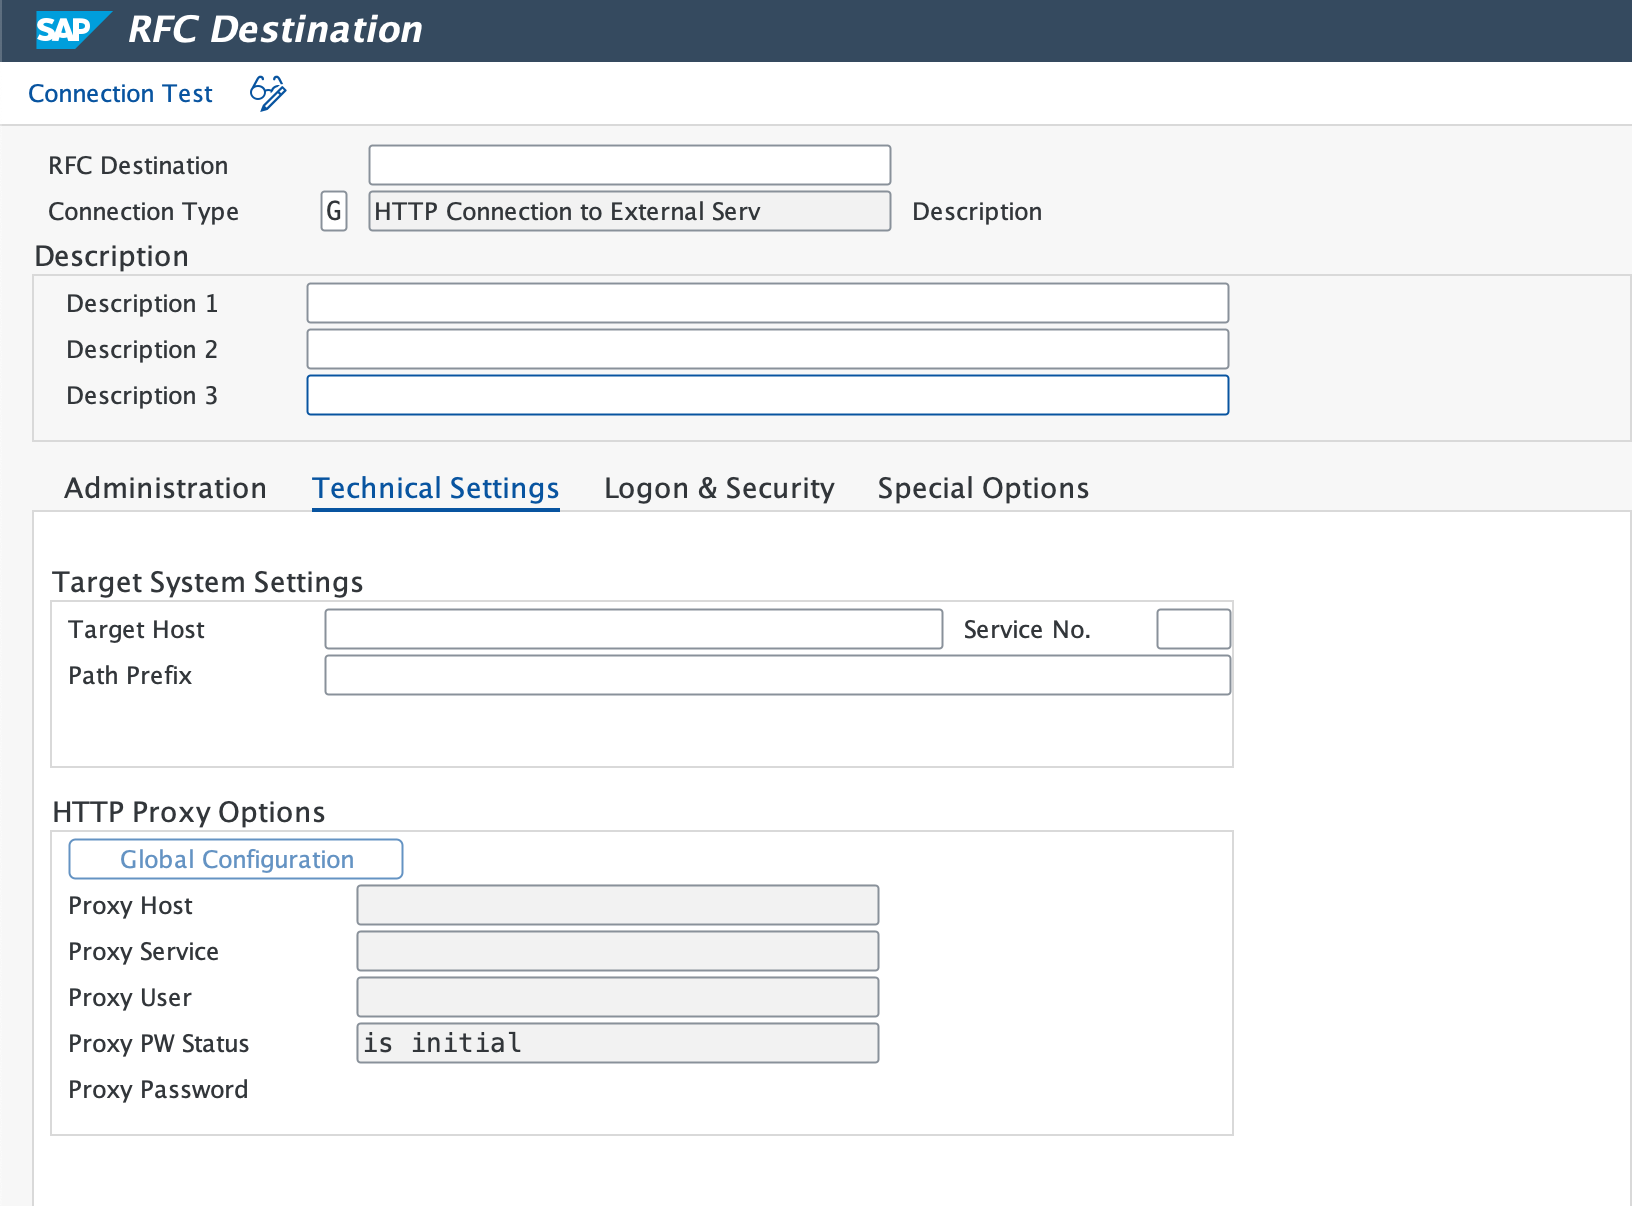 SAP RFC Destination
Connection Test
RFC Destination
Connection Type G HTTP Connection to External Serv Description
Description
Description 1
Description 2
Description 3
Administration Technical Settings Logon & Security Special Options
Target System Settings
Target Host Service No.
Path Prefix
HTTP Proxy Options
Global Configuration
Proxy Host
Proxy Service
Proxy User
Proxy PW Status is initial
Proxy Password